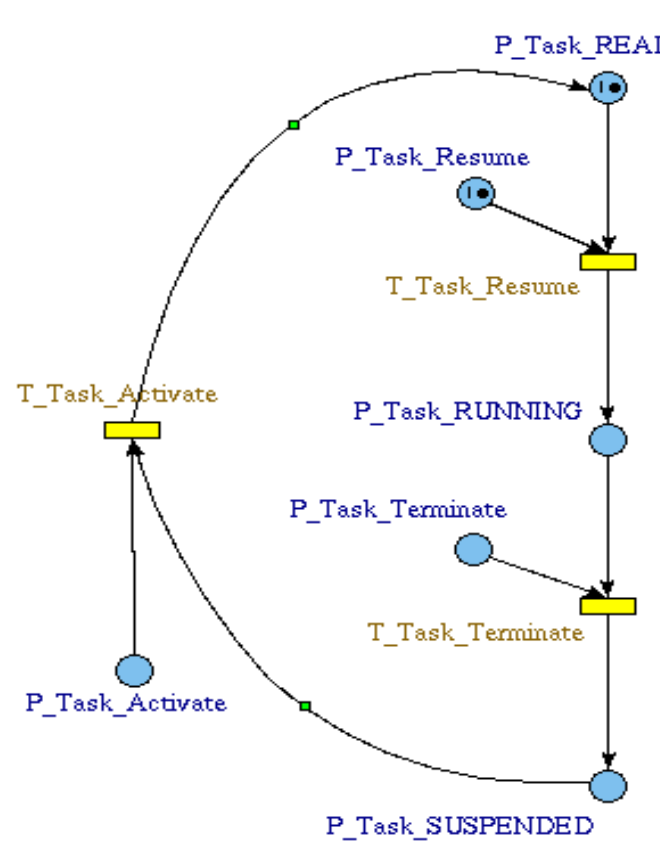 P_Task_REA
P_Task_Resume
T_Task_Resume
T_Task_Activate
P_Task_RUNNING
P_Task_Terminate
T_Task_Terminate
P_Task_Activate
P_Task_SUSPENDED